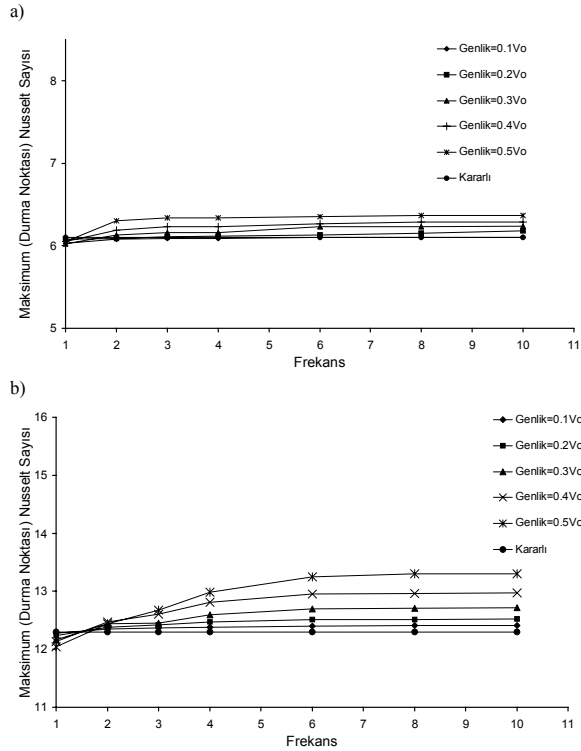 a)
Maksimum (Durma Noktası) Nusselt Sayısı
8
7
6
5
1 2 3 4 5 6 7 8 9 10 11
Frekans
Genlik=0.1Vo
Genlik=0.2Vo
Genlik=0.3Vo
Genlik=0.4Vo
Genlik=0.5Vo
Kararlı
b)
Maksimum (Durma Noktası) Nusselt Sayısı
16
15
14
13
12
11
1 2 3 4 5 6 7 8 9 10 11
Frekans
Genlik=0.1Vo
Genlik=0.2Vo
Genlik=0.3Vo
Genlik=0.4Vo
Genlik=0.5Vo
Kararlı